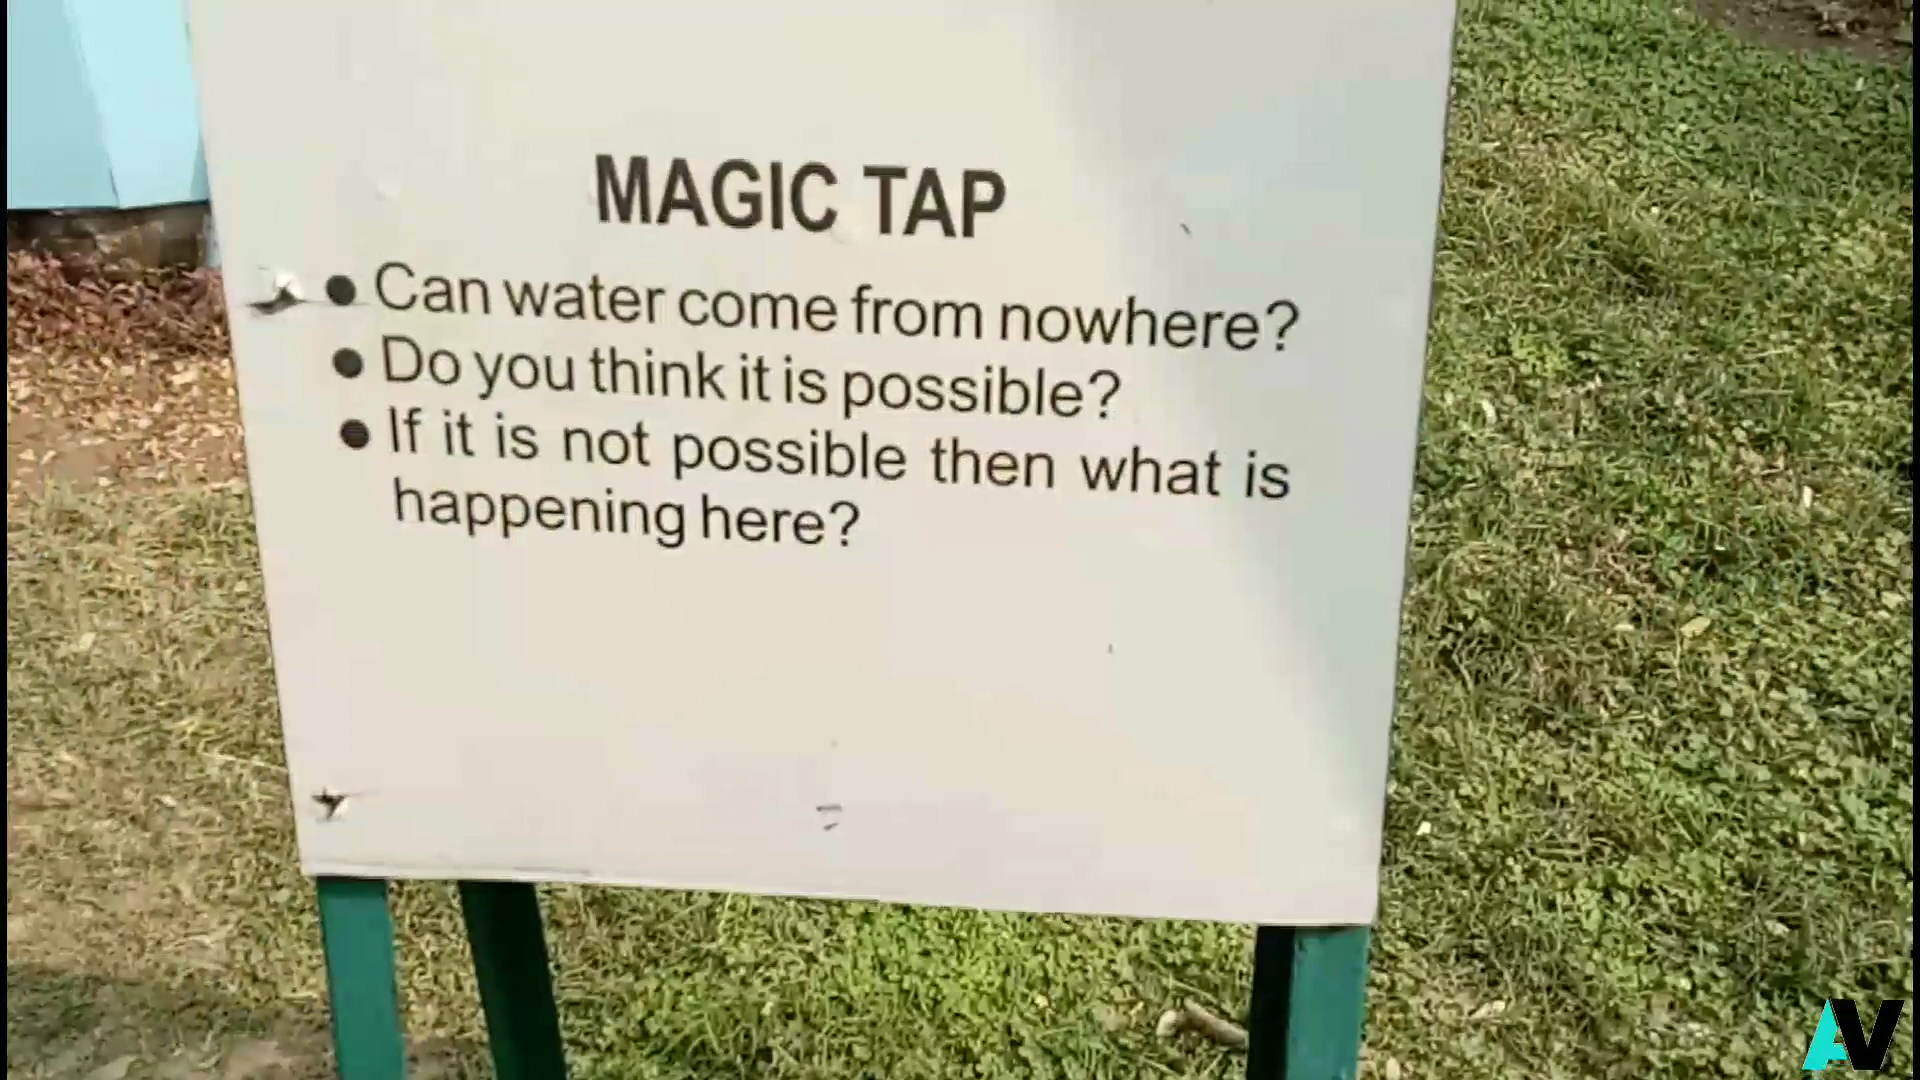 MAGIC TAP
● Can water come from nowhere?
● Do you think it is possible?
● If it is not possible then what is
happening here?
AV